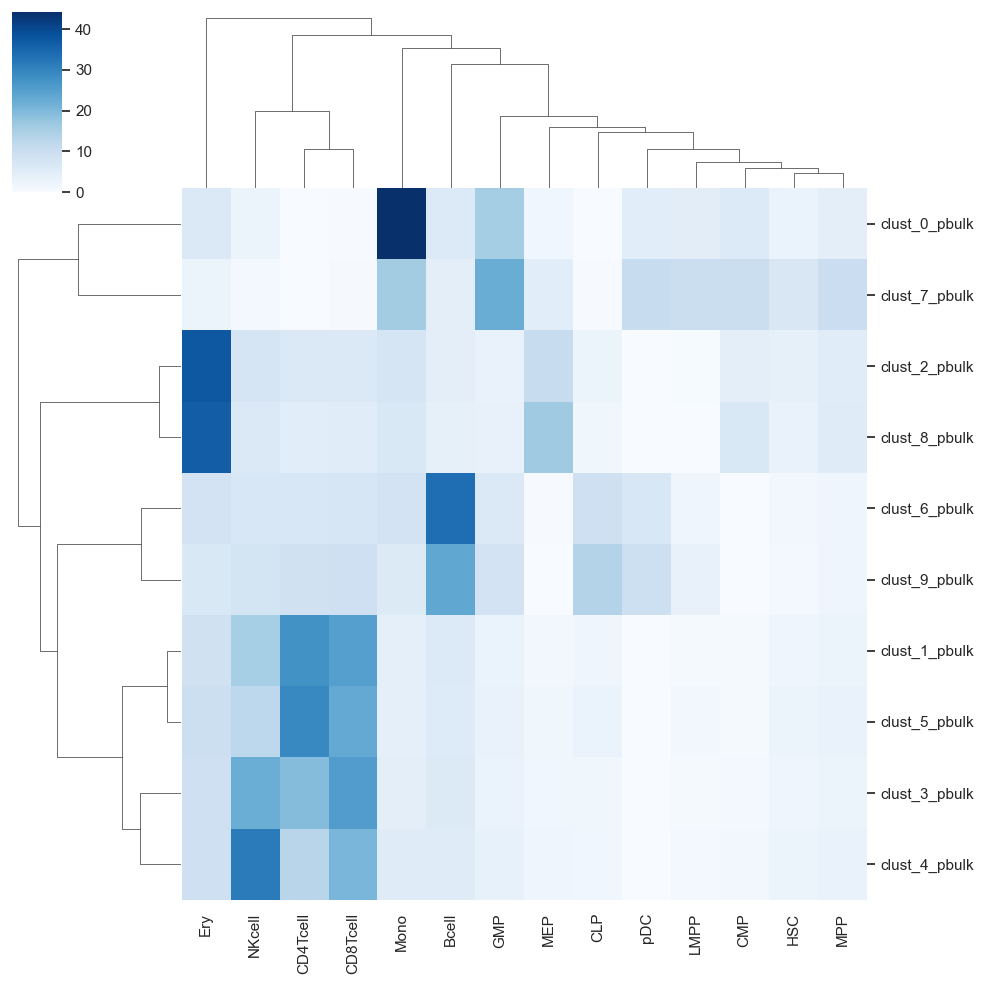 40
30
20
10
0
clust_0_pbulk
clust_7_pbulk
clust_2_pbulk
clust_8_pbulk
clust_6_pbulk
clust_9_pbulk
clust_1_pbulk
clust_5_pbulk
clust_3_pbulk
clust_4_pbulk
Ery
NKcell
CD4Tcell
CD8Tcell
Mono
Bcell
GMP
MEP
CLP
pDC
LMPP
CMP
HSC
MPP